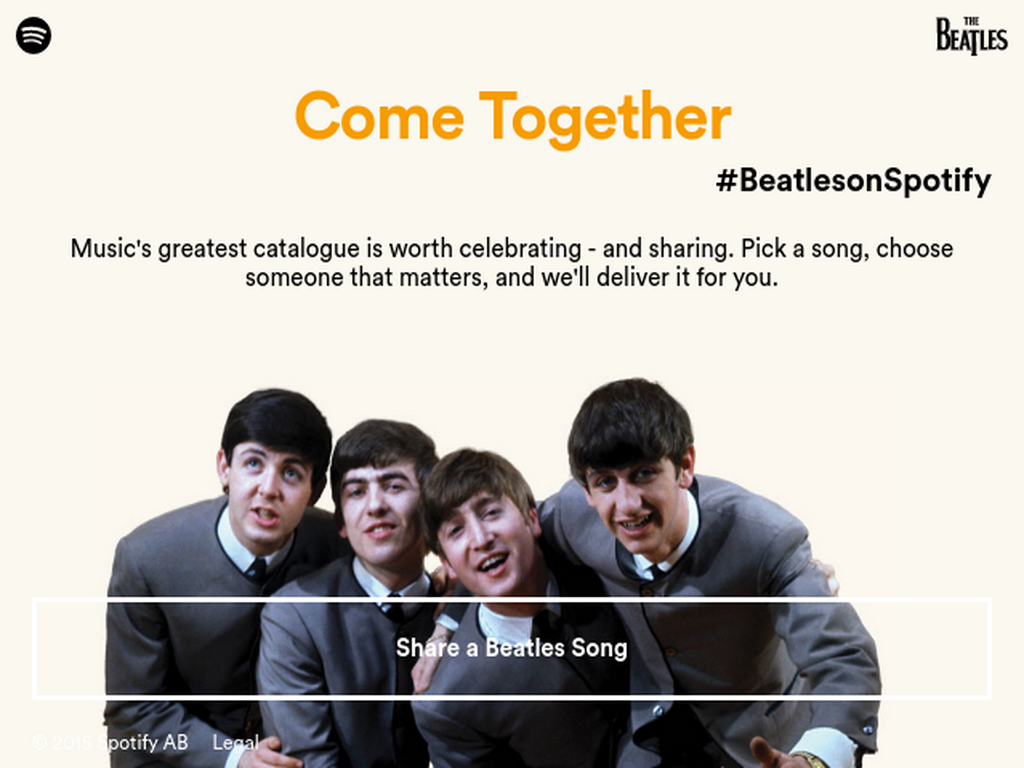 THE
BEATLES
Come Together
#BeatlesonSpotify
Music's greatest catalogue is worth celebrating - and sharing. Pick a song, choose
someone that matters, and we'll deliver it for you.
Share a Beatles Song
© 2015 Spotify AB Legal